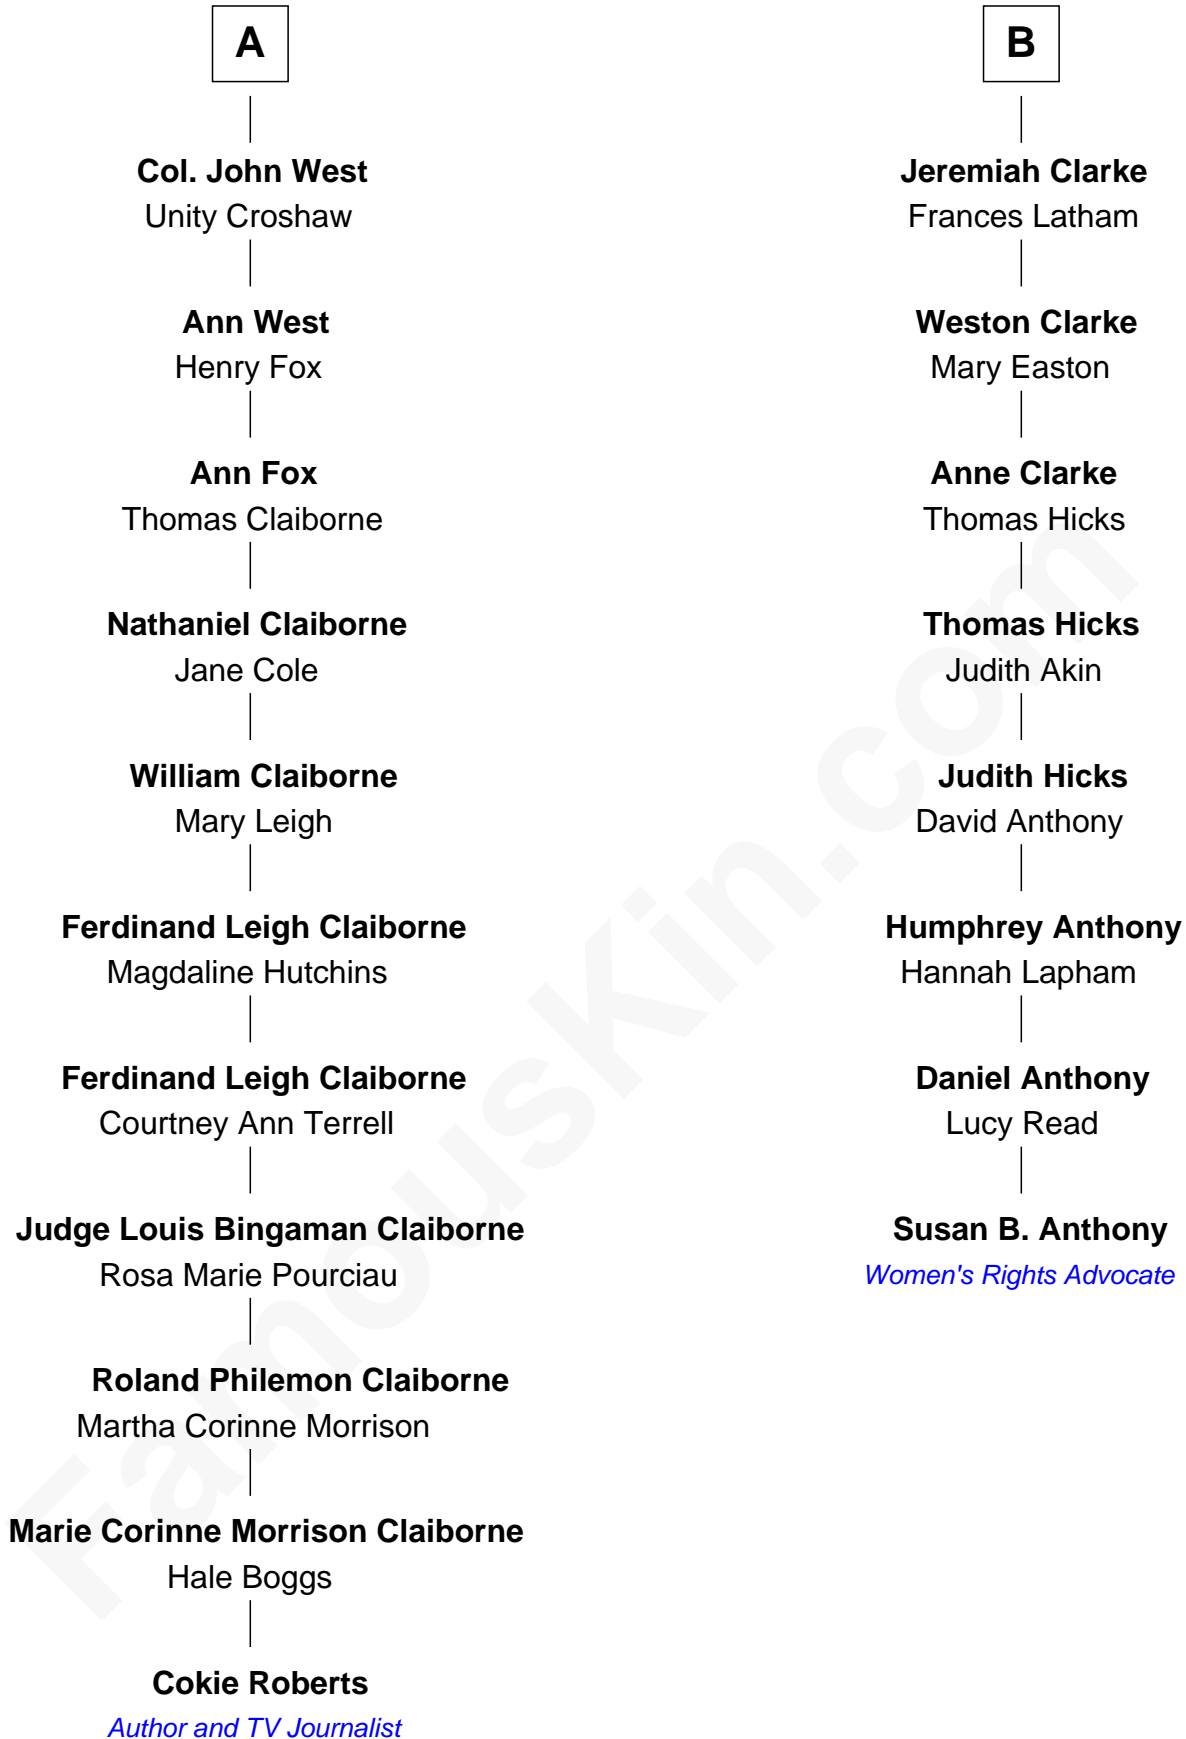 A
Col. John West
Unity Croshaw
Ann West
Henry Fox
Ann Fox
Thomas Claiborne
Nathaniel Claiborne
Jane Cole
William Claiborne
Mary Leigh
Ferdinand Leigh Claiborne
Magdaline Hutchins
Ferdinand Leigh Claiborne
Courtney Ann Terrell
Judge Louis Bingaman Claiborne
Rosa Marie Pourciau
Roland Philemon Claiborne
Martha Corinne Morrison
Marie Corinne Morrison Claiborne
Hale Boggs
Cokie Roberts
Author and TV Journalist
B
Jeremiah Clarke
Frances Latham
Weston Clarke
Mary Easton
Anne Clarke
Thomas Hicks
Thomas Hicks
Judith Akin
Judith Hicks
David Anthony
Humphrey Anthony
Hannah Lapham
Daniel Anthony
Lucy Read
Susan B. Anthony
Women's Rights Advocate
FamousKin.com